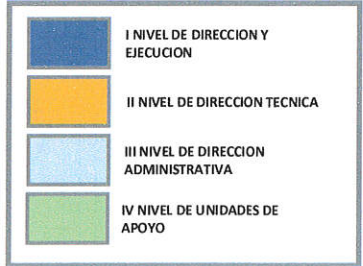 I NIVEL DE DIRECCION Y
EJECUCION
II NIVEL DE DIRECCION TECNICA
III NIVEL DE DIRECCION
ADMINISTRATIVA
IV NIVEL DE UNIDADES DE
APOYO